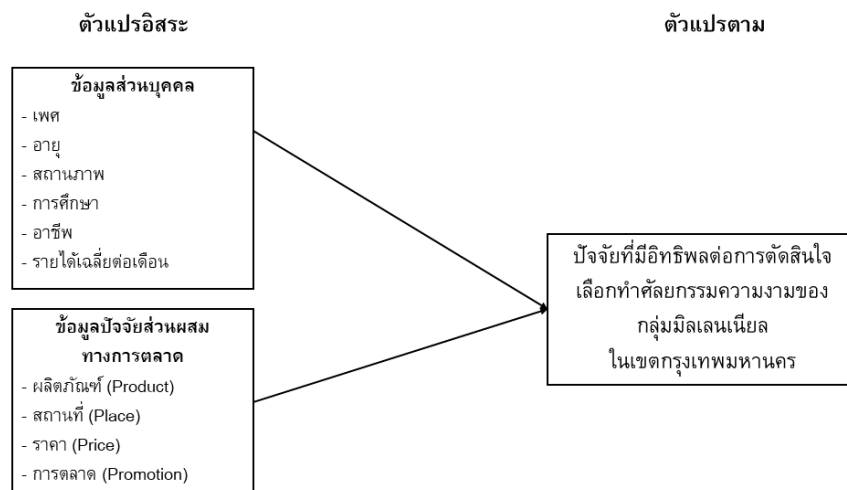 ตัวแปรอิสระ
ตัวแปรตาม
ข้อมูลส่วนบุคคล
- เพศ
- อายุ
- สถานภาพ
- การศึกษา
- อาชีพ
- รายได้เฉลี่ยต่อเดือน
ข้อมูลปัจจัยส่วนผสม
ทางการตลาด
- ผลิตภัณฑ์ (Product)
- สถานที่ (Place)
- ราคา (Price)
- การตลาด (Promotion)
ปัจจัยที่มีอิทธิพลต่อการตัดสินใจ
เลือกทำศัลยกรรมความงามของ
กลุ่มมิลเลนเนียล
ในเขตกรุงเทพมหานคร